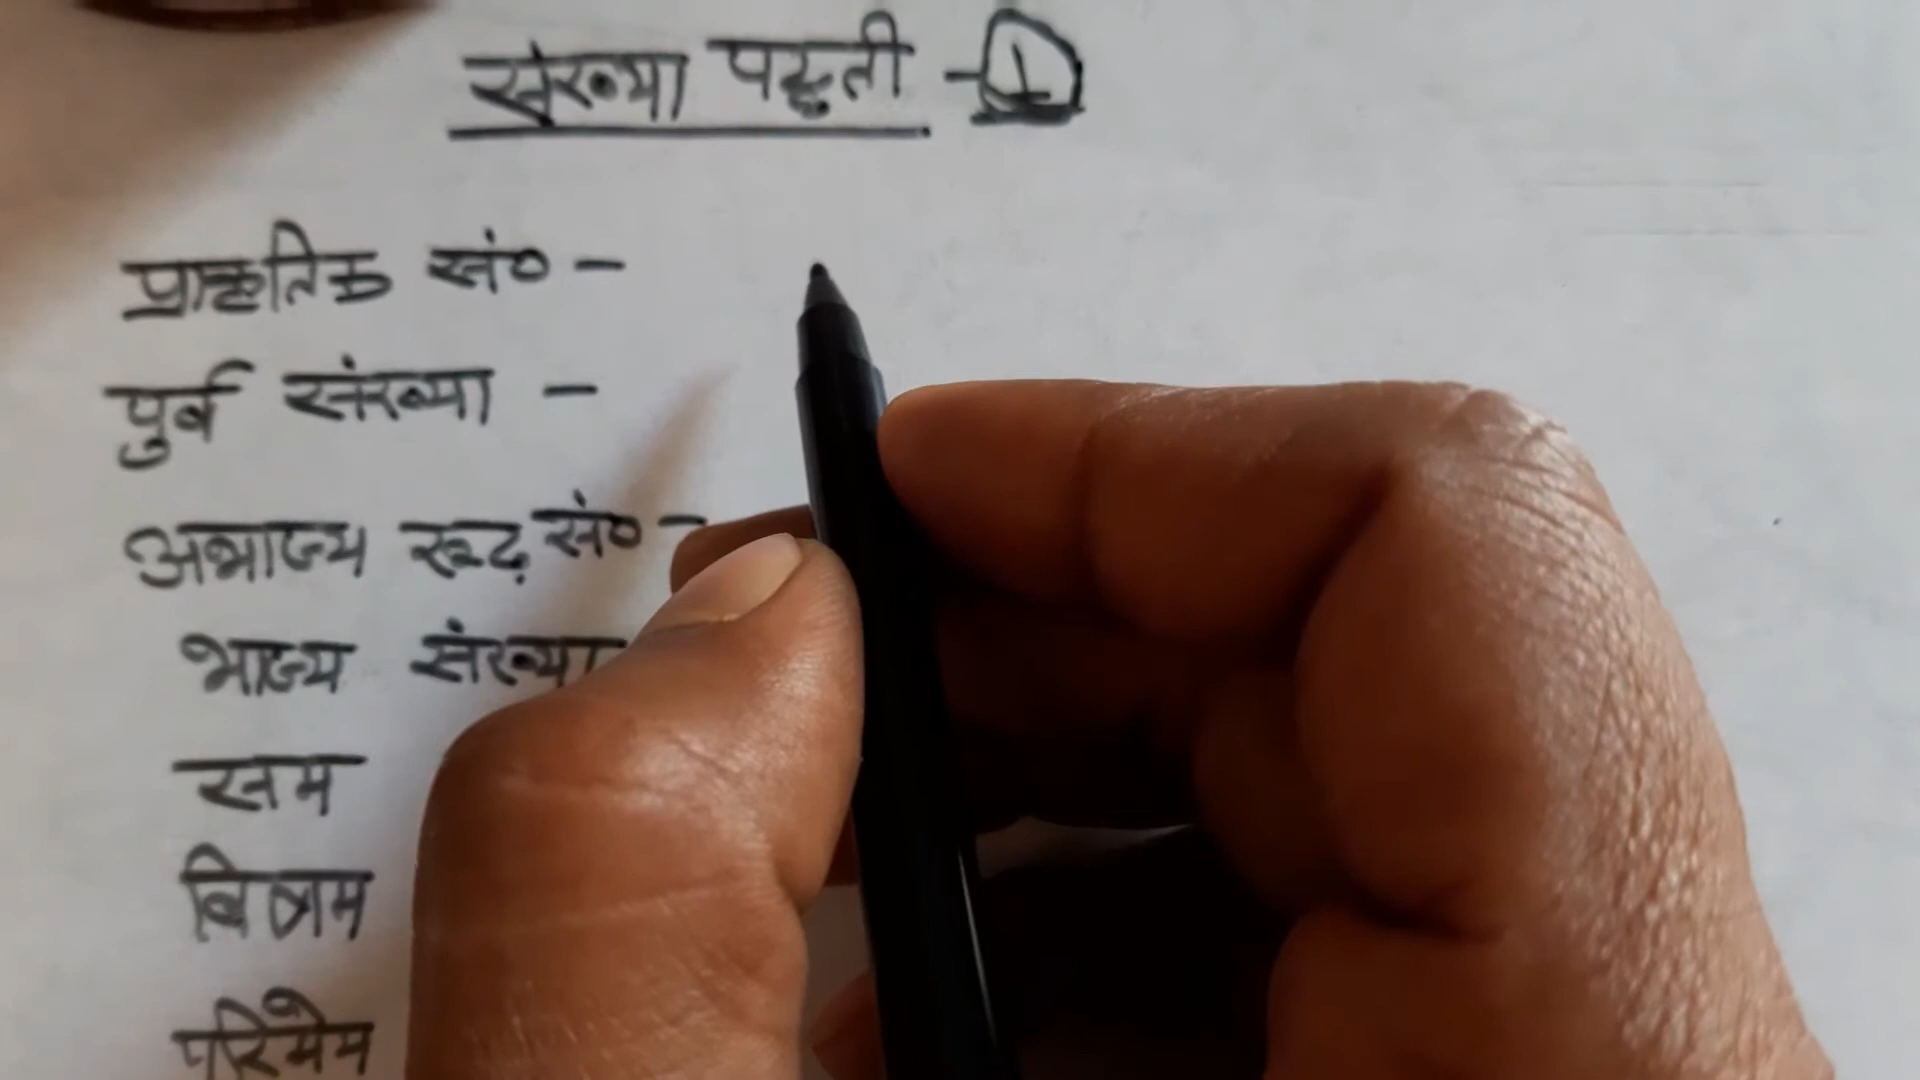 संख्या पद्धती - 1
प्राकृतिक सं० -
पुर्व संख्या -
अभाज्य रूढ़ सं० -
भाज्य संख्या
सम
विषम
परिमेय